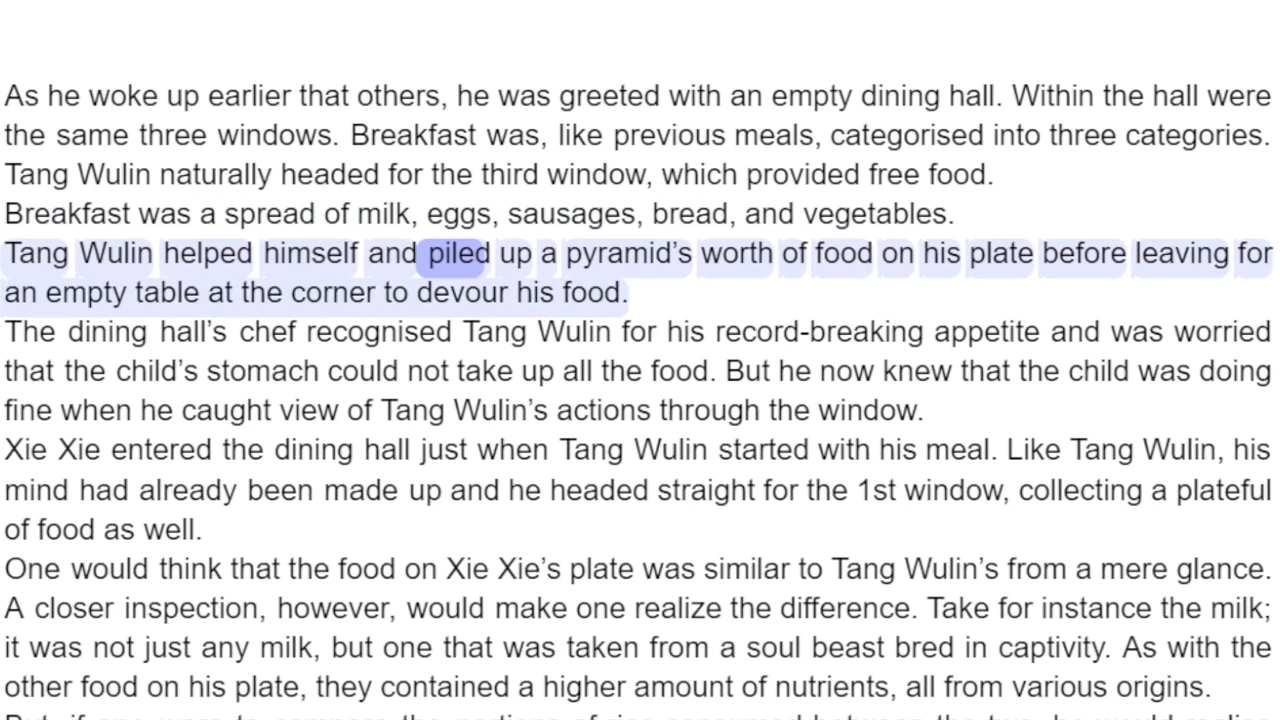 As he woke up earlier that others, he was greeted with an empty dining hall. Within the hall were
the same three windows. Breakfast was, like previous meals, categorised into three categories.
Tang Wulin naturally headed for the third window, which provided free food.
Breakfast was a spread of milk, eggs, sausages, bread, and vegetables.
Tang Wulin helped himself and piled up a pyramid’s worth of food on his plate before leaving for
an empty table at the corner to devour his food.
The dining hall’s chef recognised Tang Wulin for his record-breaking appetite and was worried
that the child’s stomach could not take up all the food. But he now knew that the child was doing
fine when he caught view of Tang Wulin’s actions through the window.
Xie Xie entered the dining hall just when Tang Wulin started with his meal. Like Tang Wulin, his
mind had already been made up and he headed straight for the 1st window, collecting a plateful
of food as well.
One would think that the food on Xie Xie’s plate was similar to Tang Wulin’s from a mere glance.
A closer inspection, however, would make one realize the difference. Take for instance the milk;
it was not just any milk, but one that was taken from a soul beast bred in captivity. As with the
other food on his plate, they contained a higher amount of nutrients, all from various origins.